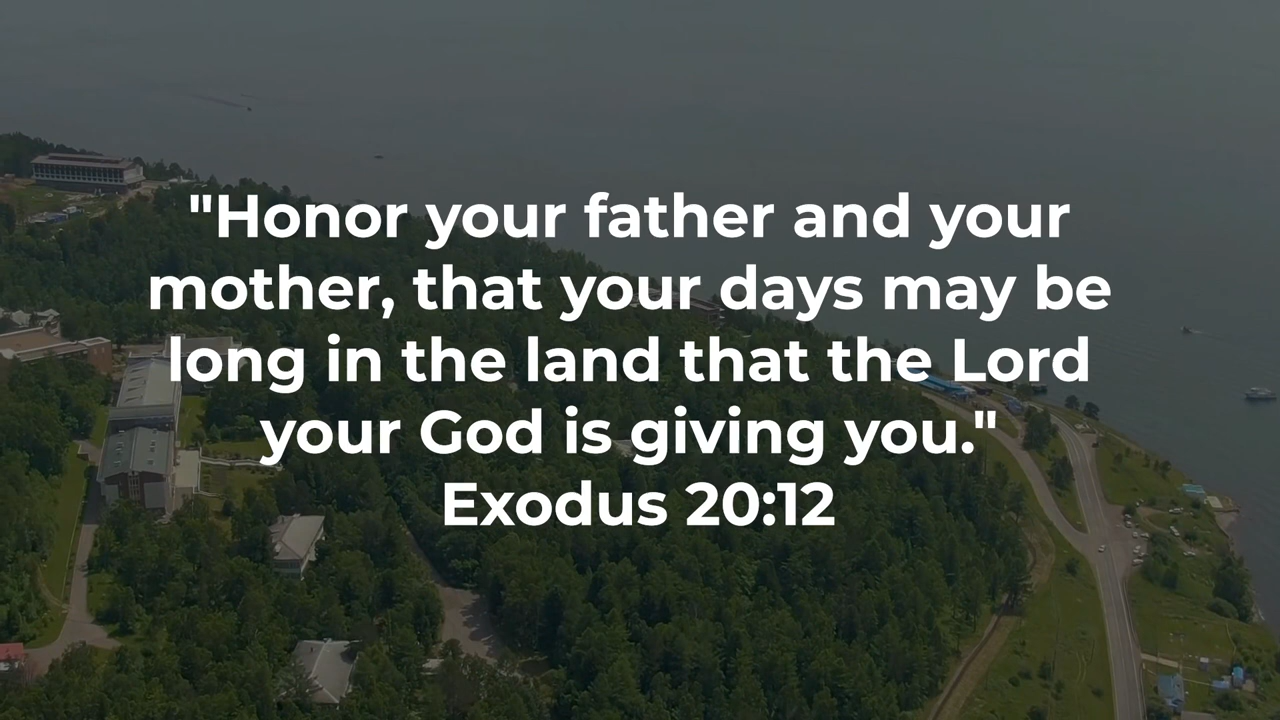 "Honor your father and your
mother, that your days may be
long in the land that the Lord
your God is giving you."
Exodus 20:12